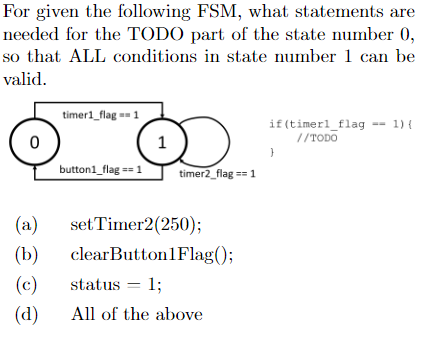 For given the following FSM, what statements are
needed for the TODO part of the state number 0,
so that ALL conditions in state number 1 can be
valid.
timer1_flag == 1
0
1
button1_flag == 1
timer2_flag == 1
if(timer1_flag == 1){
//TODO
}
(a) setTimer2(250);
(b) clearButton1Flag();
(c) status = 1;
(d) All of the above